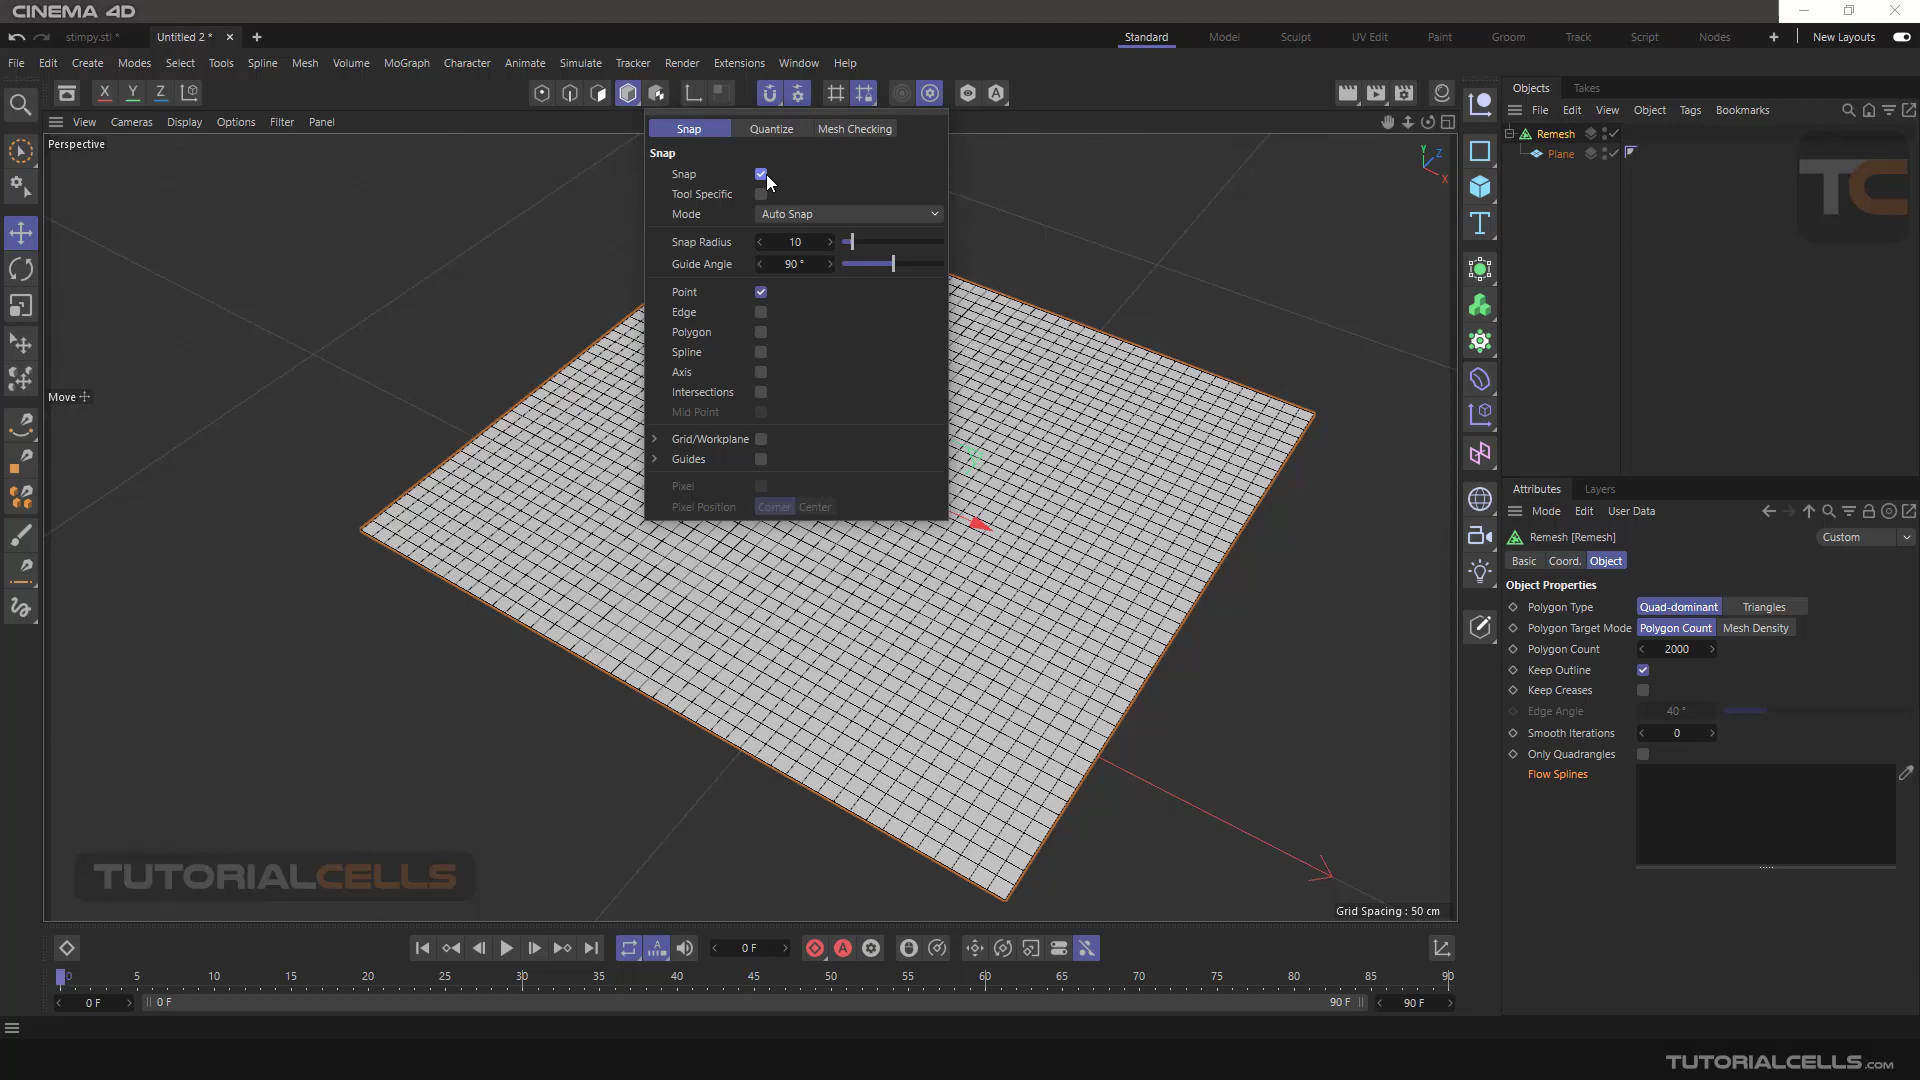 CINEMA 4D
stimpy.stl *
Untitled 2 *
Standard
Model
Sculpt
UV Edit
Paint
Groom
Track
Script
Nodes
New Layouts
File Edit Create Modes Select Tools Spline Mesh Volume MoGraph Character Animate Simulate Tracker Render Extensions Window Help
X Y Z
A
View Cameras Display Options Filter Panel
Perspective
Move
Snap
Quantize
Mesh Checking
Snap
Snap
Tool Specific
Mode Auto Snap
Snap Radius 10
Guide Angle 90 °
Point
Edge
Polygon
Spline
Axis
Intersections
Mid Point
Grid/Workplane
Guides
Pixel
Pixel Position Corner Center
Y
Z
X
TUTORIALCELLS
Grid Spacing : 50 cm
Objects Takes
File Edit View Object Tags Bookmarks
Remesh
Plane
TC
Attributes Layers
Mode Edit User Data
Remesh [Remesh]
Custom
Basic Coord. Object
Object Properties
Polygon Type Quad-dominant Triangles
Polygon Target Mode Polygon Count Mesh Density
Polygon Count 2000
Keep Outline
Keep Creases
Edge Angle 40 °
Smooth Iterations 0
Only Quadrangles
Flow Splines
0 F
0 5 10 15 20 25 30 35 40 45 50 55 60 65 70 75 80 85 90
0 F
0 F
90 F
90 F
TUTORIALCELLS.COM